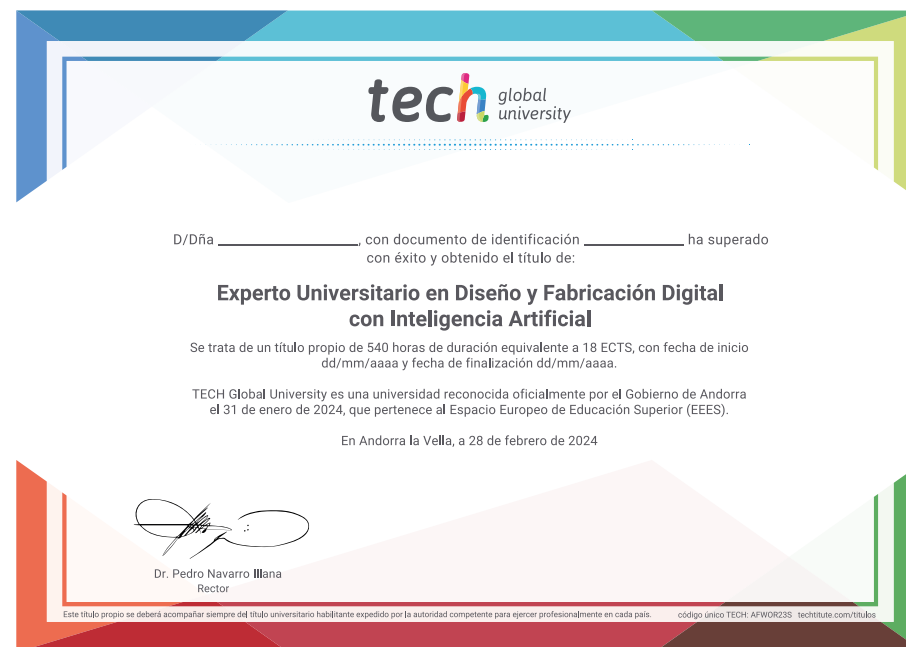 tech global university
D/Dña ____________, con documento de identificación ____________ ha superado
con éxito y obtenido el título de:
Experto Universitario en Diseño y Fabricación Digital
con Inteligencia Artificial
Se trata de un título propio de 540 horas de duración equivalente a 18 ECTS, con fecha de inicio
dd/mm/aaaa y fecha de finalización dd/mm/aaaa.
TECH Global University es una universidad reconocida oficialmente por el Gobierno de Andorra
el 31 de enero de 2024, que pertenece al Espacio Europeo de Educación Superior (EEES).
En Andorra la Vella, a 28 de febrero de 2024
Dr. Pedro Navarro Illana
Rector
Este título propio se deberá acompañar siempre del título universitario habilitante expedido por la autoridad competente para ejercer profesionalmente en cada país.
código único TECH: AFWOR23S techtitute.com/titulos